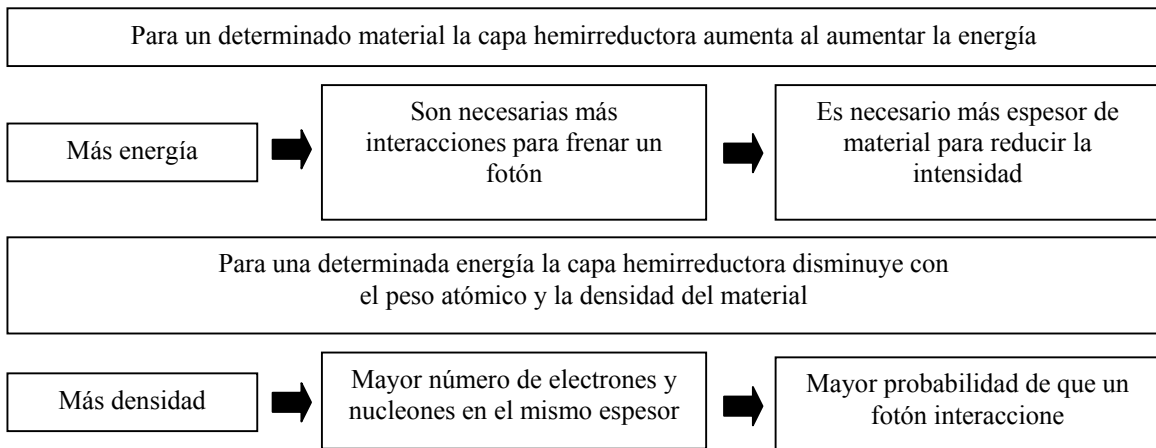 Para un determinado material la capa hemirreductora aumenta al aumentar la energía
Más energía
Son necesarias más
interacciones para frenar un
fotón
Es necesario más espesor de
material para reducir la
intensidad
Para una determinada energía la capa hemirreductora disminuye con
el peso atómico y la densidad del material
Más densidad
Mayor número de electrones y
nucleones en el mismo espesor
Mayor probabilidad de que un
fotón interaccione